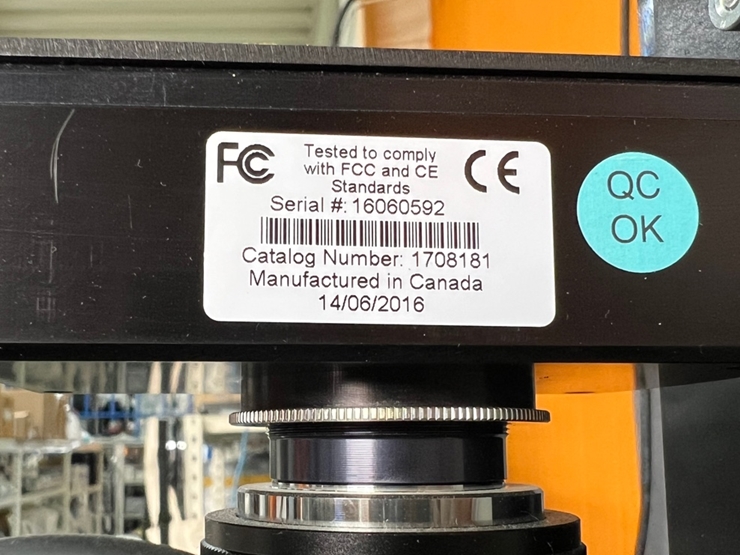 FC
Tested to comply
with FCC and CE
Standards
CE
Serial #: 16060592
Catalog Number: 1708181
Manufactured in Canada
14/06/2016
QC
OK